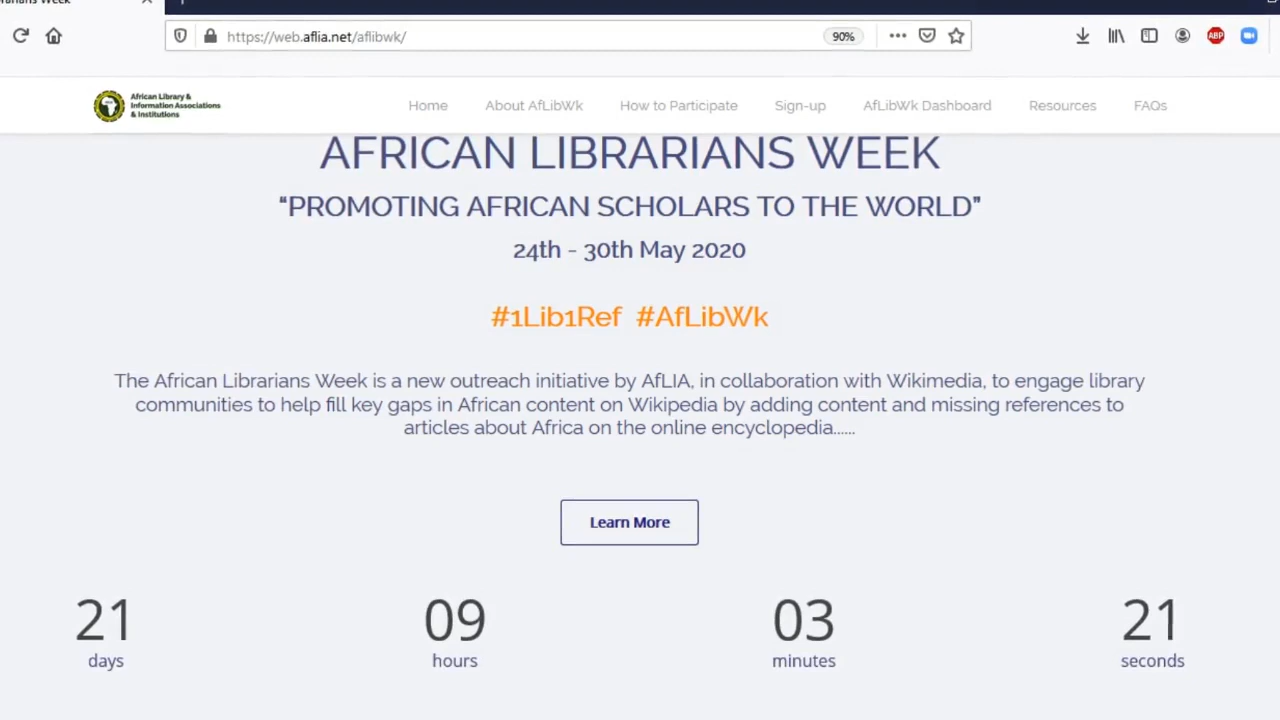 Week
https://web.aflia.net/aflibwk/
90%
ABP
African Library &
Information Associations
& Institutions
Home About AfLibWk How to Participate Sign-up AfLibWk Dashboard Resources FAQs
AFRICAN LIBRARIANS WEEK
“PROMOTING AFRICAN SCHOLARS TO THE WORLD”
24th - 30th May 2020
#1Lib1Ref #AfLibWk
The African Librarians Week is a new outreach initiative by AfLIA, in collaboration with Wikimedia, to engage library
communities to help fill key gaps in African content on Wikipedia by adding content and missing references to
articles about Africa on the online encyclopedia......
Learn More
21 09 03 21
days hours minutes seconds